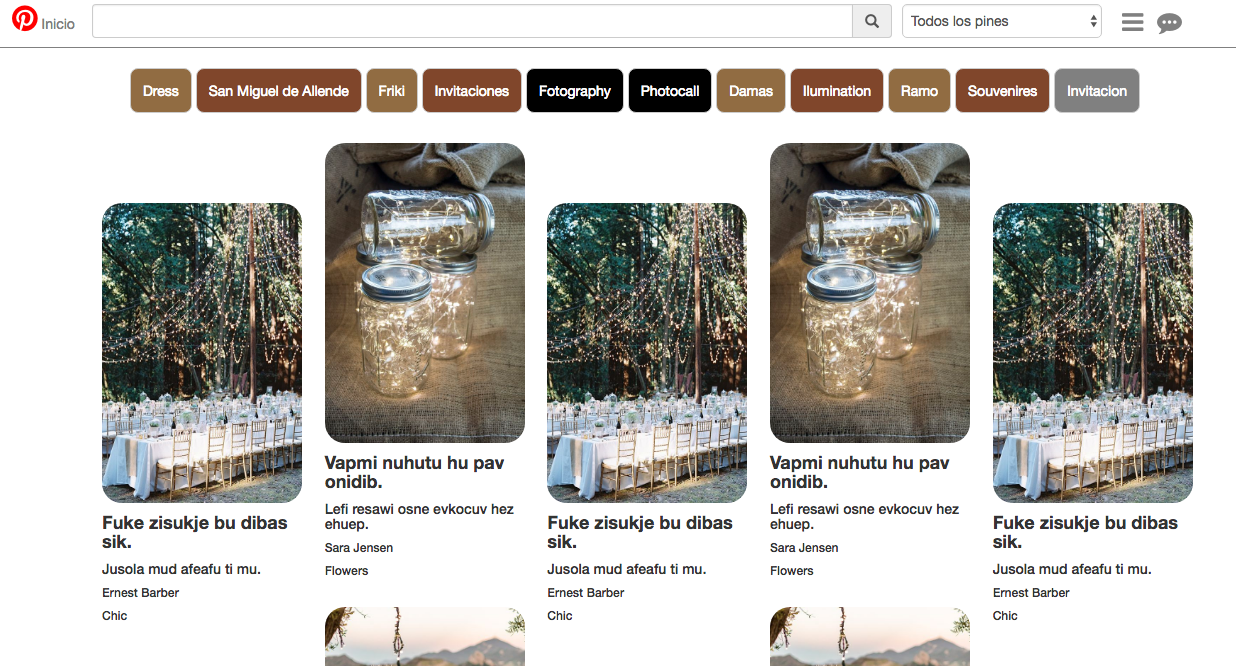 Inicio
Todos los pines
Dress
San Miguel de Allende
Friki
Invitaciones
Fotography
Photocall
Damas
Ilumination
Ramo
Souvenires
Invitacion
Fuke zisukje bu dibas
sik.
Jusola mud afeafu ti mu.
Ernest Barber
Chic
Vapmi nuhutu hu pav
onidib.
Lefi resawi osne evkocuv hez
ehuep.
Sara Jensen
Flowers
Fuke zisukje bu dibas
sik.
Jusola mud afeafu ti mu.
Ernest Barber
Chic
Vapmi nuhutu hu pav
onidib.
Lefi resawi osne evkocuv hez
ehuep.
Sara Jensen
Flowers
Fuke zisukje bu dibas
sik.
Jusola mud afeafu ti mu.
Ernest Barber
Chic